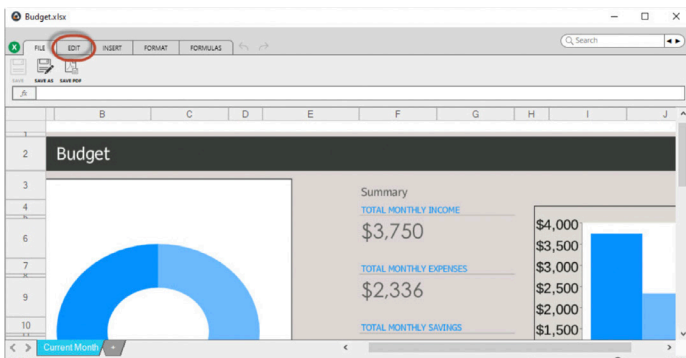 Budget.xlsx
FILE EDIT INSERT FORMAT FORMULAS Search
SAVE SAVE AS SAVE PDF
fx
B C D E F G H I J
1
2 Budget
3 Summary
4 TOTAL MONTHLY INCOME
$4,000
6 $3,750
$3,500
7 TOTAL MONTHLY EXPENSES $3,000
9 $2,336 $2,500
$2,000
10 TOTAL MONTHLY SAVINGS $1,500
Current Month +